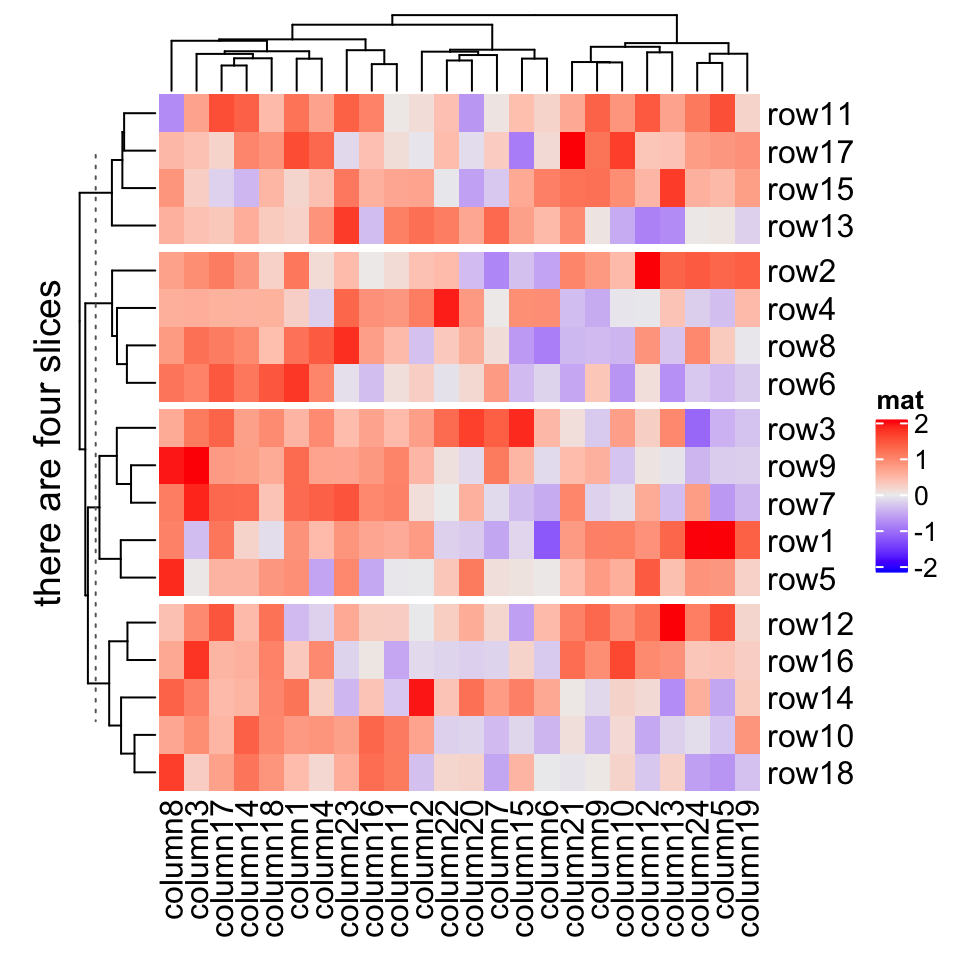 there are four slices
row11
row17
row15
row13
row2
row4
row8
row6
row3
row9
row7
row1
row5
row12
row16
row14
row10
row18
column8
column3
column17
column14
column18
column1
column4
column23
column16
column11
column2
column22
column20
column7
column15
column6
column21
column9
column10
column12
column13
column24
column5
column19
mat
2
1
0
-1
-2